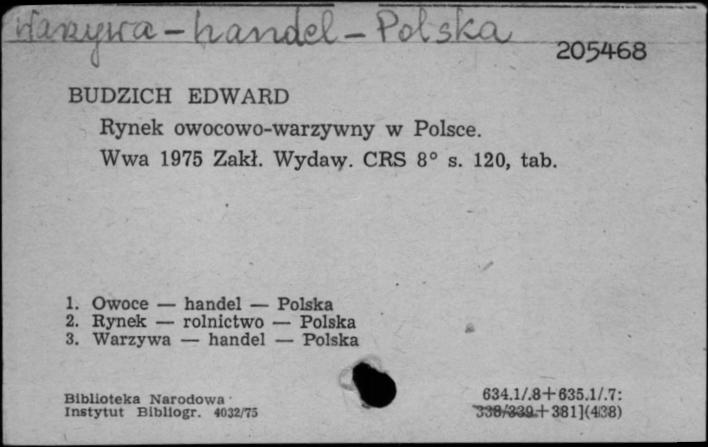 Warzywa – handel – Polska
205468
BUDZICH EDWARD
Rynek owocowo-warzywny w Polsce.
Wwa 1975 Zakł. Wydaw. CRS 8° s. 120, tab.
1. Owoce — handel — Polska
2. Rynek — rolnictwo — Polska
3. Warzywa — handel — Polska
Biblioteka Narodowa
Instytut Bibliogr. 4032/75
634.1/.8+635.1/.7:
338/339+381](438)